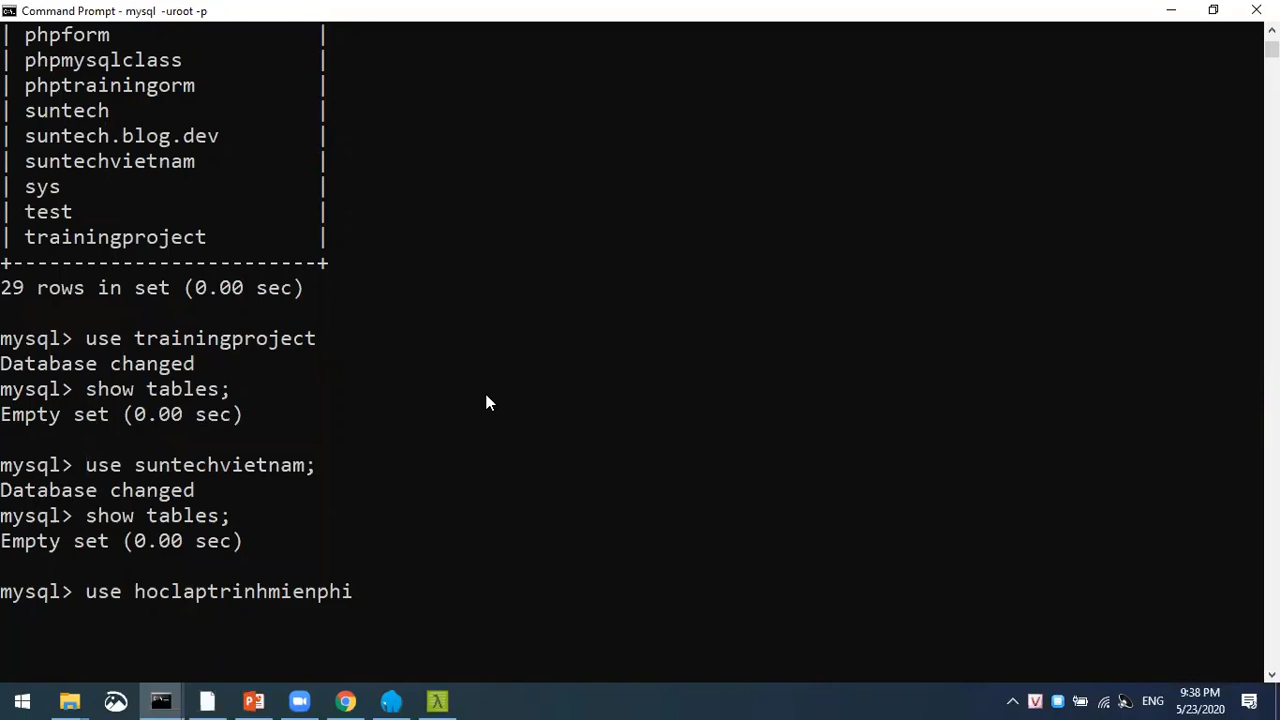 Command Prompt - mysql -uroot -p
| phpform |
| phpmysqlclass |
| phptrainingorm |
| suntech |
| suntech.blog.dev |
| suntechvietnam |
| sys |
| test |
| trainingproject |
+-------------------------+
29 rows in set (0.00 sec)
mysql> use trainingproject
Database changed
mysql> show tables;
Empty set (0.00 sec)
mysql> use suntechvietnam;
Database changed
mysql> show tables;
Empty set (0.00 sec)
mysql> use hoclaptrinhmienphi
ENG
9:38 PM
5/23/2020